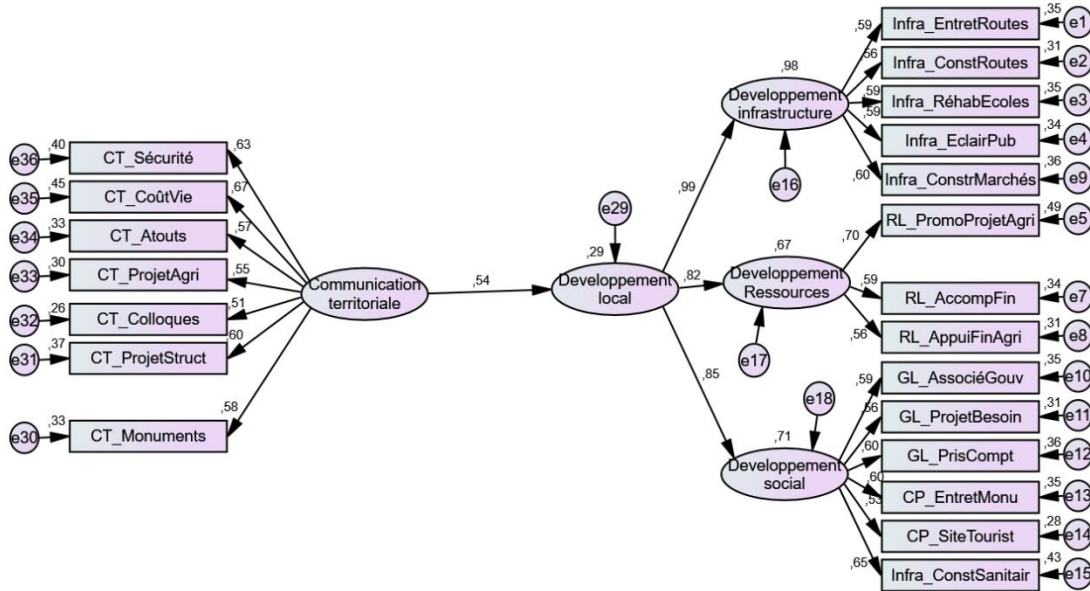 ,40
e36
CT_Sécurité
,63
,45
e35
CT_CoûtVie
,67
,33
e34
CT_Atouts
,57
,30
e33
CT_ProjetAgri
,55
,26
e32
CT_Colloques
,51
,37
e31
CT_ProjetStruct
,60
,33
e30
CT_Monuments
,58
Communication
territoriale
,54
e29
,29
Developpement
local
,99
,82
,85
,98
Developpement
infrastructure
e16
,67
Developpement
Ressources
e17
e18
,71
Developpement
social
,59
Infra_EntretRoutes
,35
e1
,56
Infra_ConstRoutes
,31
e2
,59
Infra_RéhabEcoles
,35
e3
,59
Infra_EclairPub
,34
e4
,60
Infra_ConstrMarchés
,36
e9
,70
RL_PromoProjetAgri
,49
e5
,59
RL_AccompFin
,34
e7
,56
RL_AppuiFinAgri
,31
e8
,59
GL_AssociéGouv
,35
e10
,56
GL_ProjetBesoin
,31
e11
,60
GL_PrisCompt
,36
e12
,60
CP_EntretMonu
,35
e13
,53
CP_SiteTourist
,28
e14
,65
Infra_ConstSanitair
,43
e15